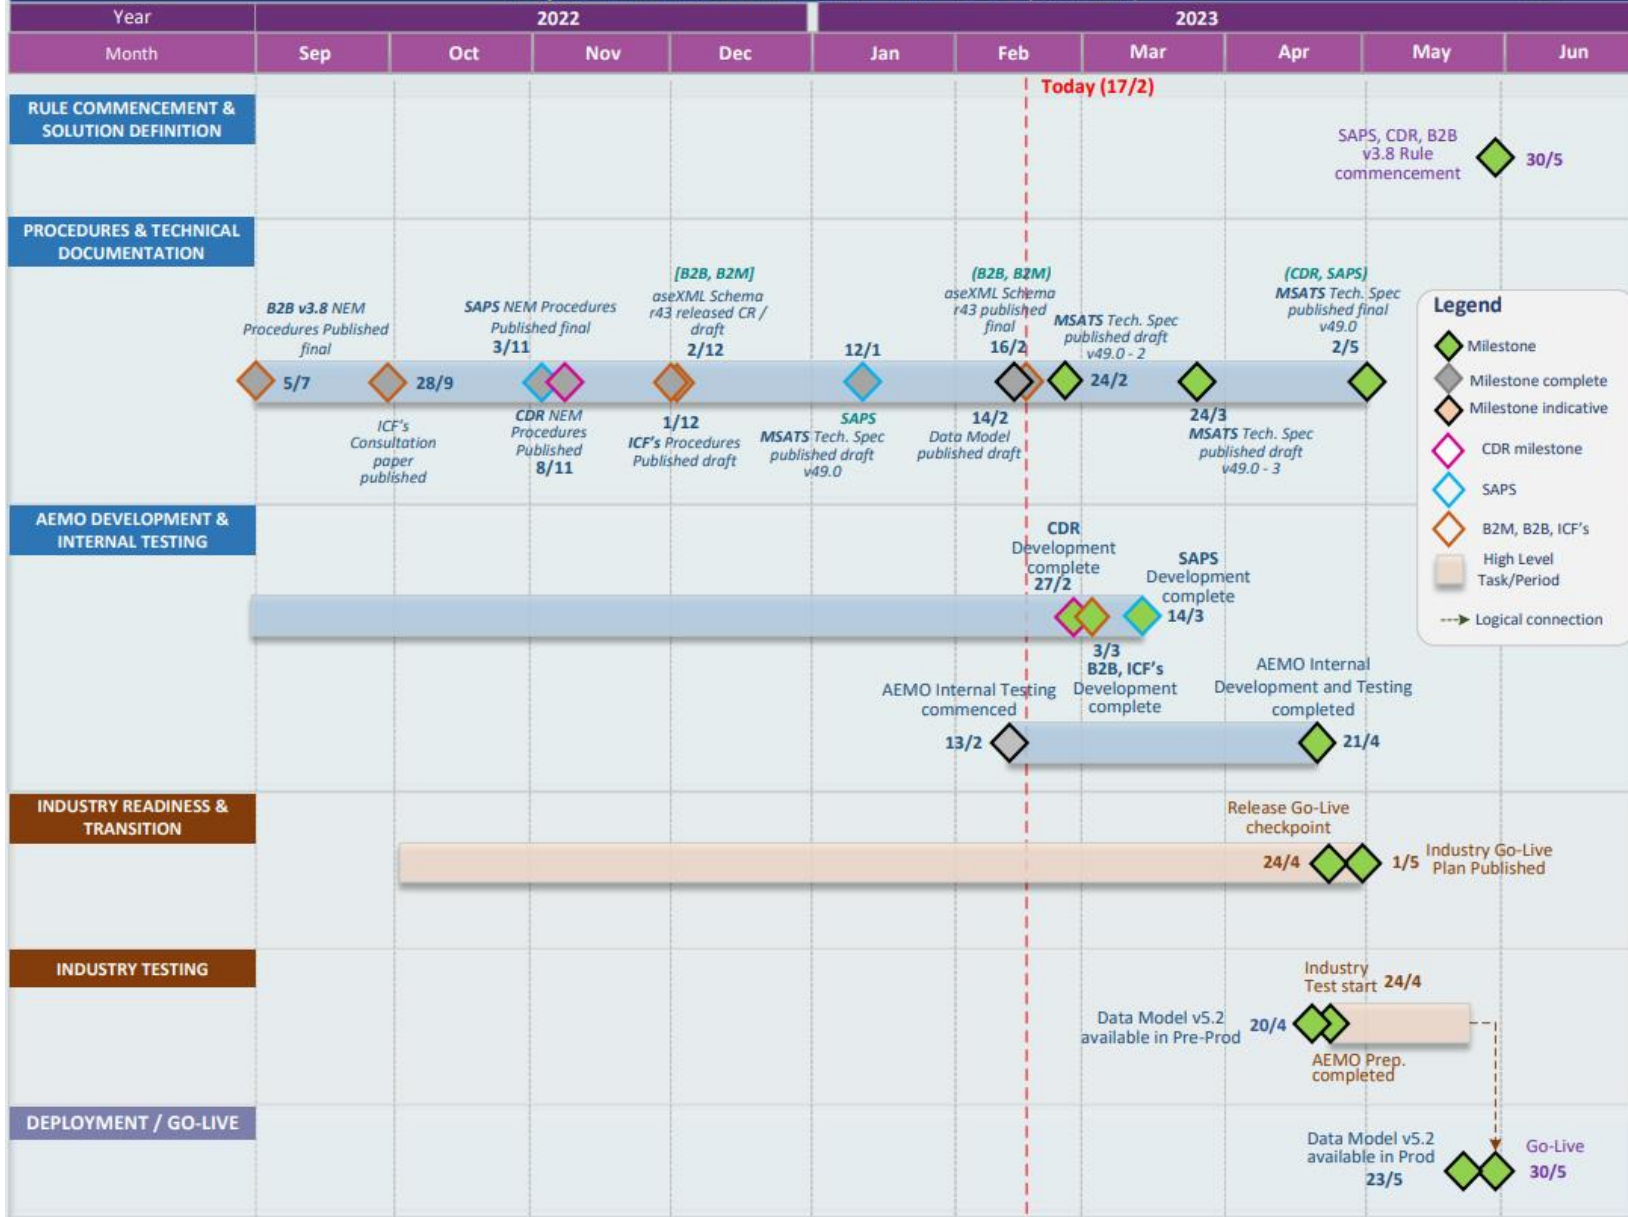 Year
2022
2023
Month
Sep
Oct
Nov
Dec
Jan
Feb
Mar
Apr
May
Jun
Today (17/2)
RULE COMMENCEMENT &
SOLUTION DEFINITION
SAPS, CDR, B2B
v3.8 Rule
commencement
30/5
PROCEDURES & TECHNICAL
DOCUMENTATION
B2B v3.8 NEM
Procedures Published
final
5/7
28/9
ICF's
Consultation
paper
published
SAPS NEM Procedures
Published final
3/11
CDR NEM
Procedures
Published
8/11
[B2B, B2M]
aseXML Schema
r43 released CR /
draft
2/12
1/12
ICF's Procedures
Published draft
12/1
SAPS
MSATS Tech. Spec
published draft
v49.0
(B2B, B2M)
aseXML Schema
r43 published
final
16/2
14/2
Data Model
published draft
MSATS Tech. Spec
published draft
v49.0 - 2
24/2
24/3
MSATS Tech. Spec
published draft
v49.0 - 3
(CDR, SAPS)
MSATS Tech. Spec
published final
v49.0
2/5
Legend
Milestone
Milestone complete
Milestone indicative
CDR milestone
SAPS
B2M, B2B, ICF's
High Level
Task/Period
Logical connection
AEMO DEVELOPMENT &
INTERNAL TESTING
CDR
Development
complete
27/2
SAPS
Development
complete
14/3
3/3
B2B, ICF's
Development
complete
AEMO Internal Testing
commenced
13/2
AEMO Internal
Development and Testing
completed
21/4
INDUSTRY READINESS &
TRANSITION
Release Go-Live
checkpoint
24/4
1/5
Industry Go-Live
Plan Published
INDUSTRY TESTING
Industry
Test start 24/4
Data Model v5.2
available in Pre-Prod
20/4
AEMO Prep.
completed
DEPLOYMENT / GO-LIVE
Data Model v5.2
available in Prod
23/5
Go-Live
30/5